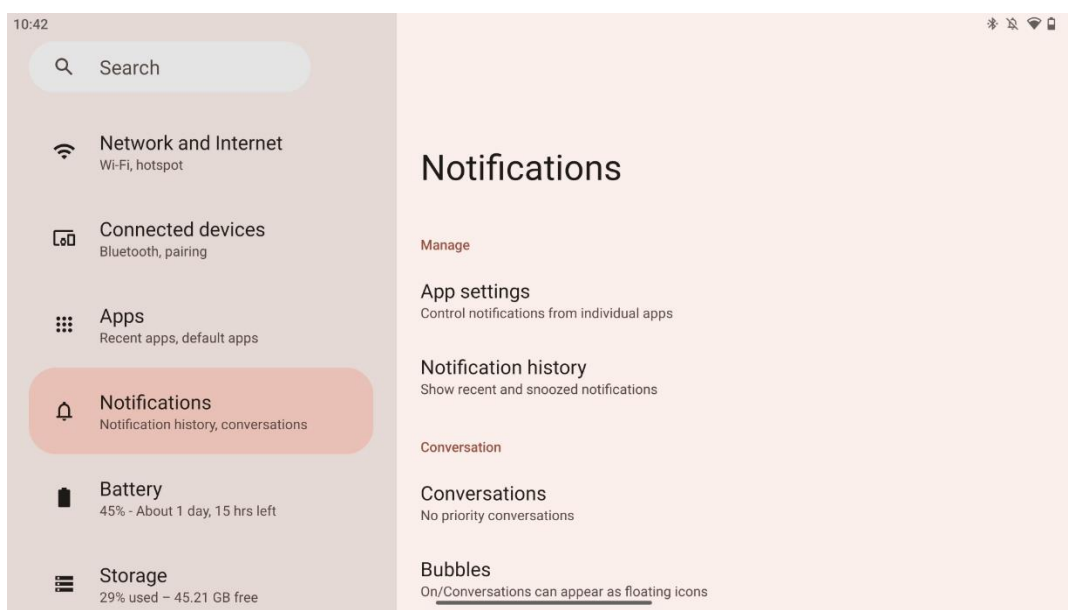 10:42
Search
Network and Internet
Wi-Fi, hotspot
Connected devices
Bluetooth, pairing
Apps
Recent apps, default apps
Notifications
Notification history, conversations
Battery
45% - About 1 day, 15 hrs left
Storage
29% used – 45.21 GB free
Notifications
Manage
App settings
Control notifications from individual apps
Notification history
Show recent and snoozed notifications
Conversation
Conversations
No priority conversations
Bubbles
On/Conversations can appear as floating icons